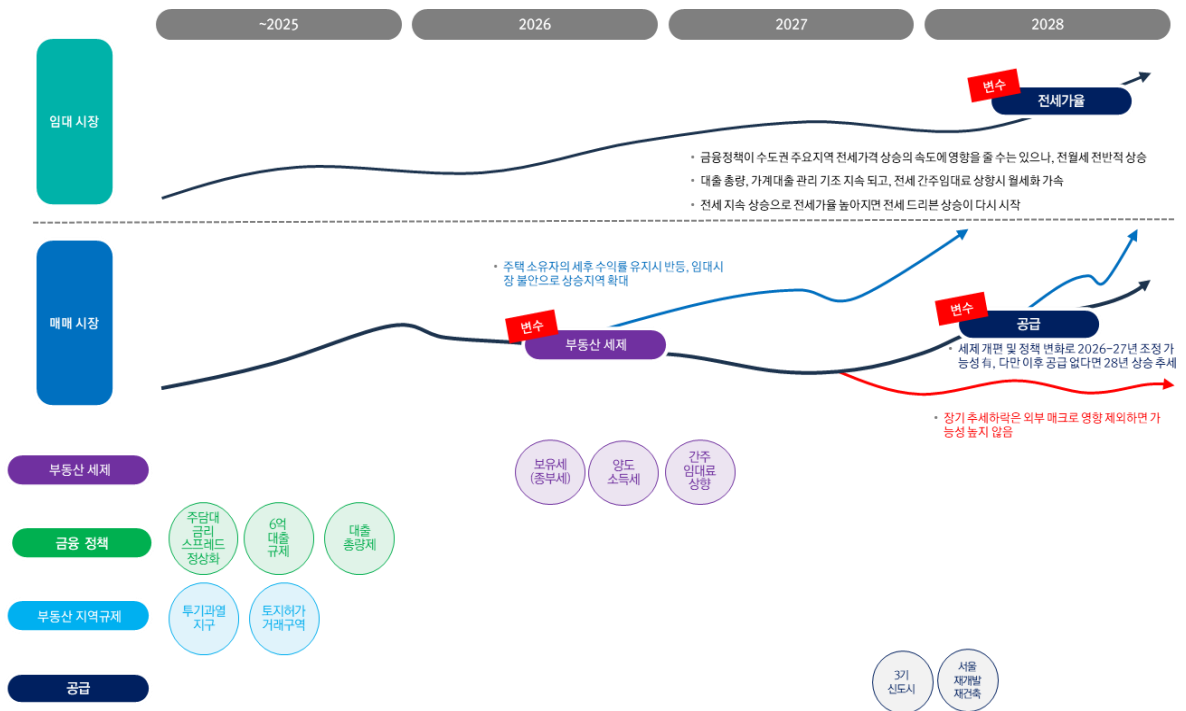 ~2025
2026
2027
2028
임대 시장
변수
전세가율
• 금융정책이 수도권 주요지역 전세가격 상승의 속도에 영향을 줄 수는 있으나, 전월세 전반적 상승
• 대출 총량, 가계대출 관리 기조 지속 되고, 전세 간주임대료 상향시 월세화 가속
• 전세 지속 상승으로 전세가율 높아지면 전세 드리븐 상승이 다시 시작
매매 시장
• 주택 소유자의 세후 수익률 유지시 반등, 임대시
장 불안으로 상승지역 확대
변수
부동산 세제
변수
공급
• 세제 개편 및 정책 변화로 2026-27년 조정 가
능성 有, 다만 이후 공급 없다면 28년 상승 추세
• 장기 추세하락은 외부 매크로 영향 제외하면 가
능성 높지 않음
부동산 세제
보유세
(종부세)
양도
소득세
간주
임대료
상향
금융 정책
주담대
금리
스프레드
정상화
6억
대출
규제
대출
총량제
부동산 지역규제
투기과열
지구
토지허가
거래구역
공급
3기
신도시
서울
재개발
재건축